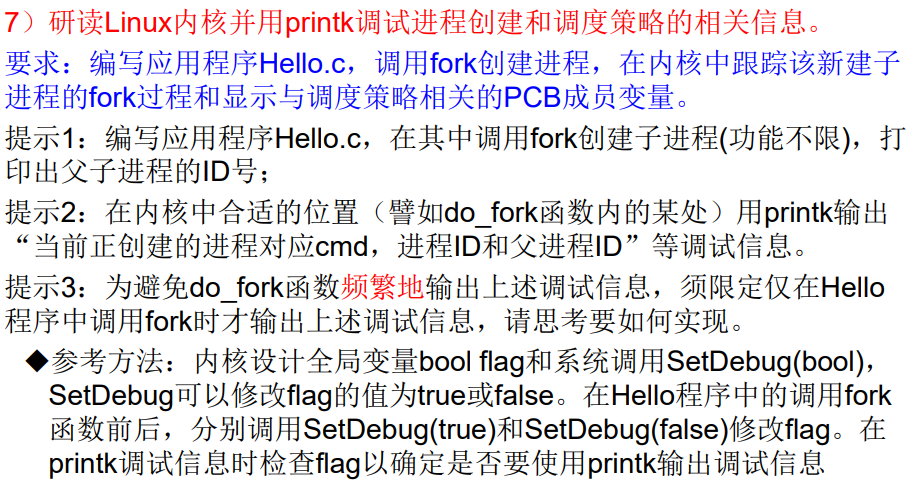 7）研读Linux内核并用printk调试进程创建和调度策略的相关信息。
要求：编写应用程序Hello.c，调用fork创建进程，在内核中跟踪该新建子
进程的fork过程和显示与调度策略相关的PCB成员变量。
提示1：编写应用程序Hello.c，在其中调用fork创建子进程(功能不限)，打
印出父子进程的ID号；
提示2：在内核中合适的位置（譬如do_fork函数内的某处）用printk输出
“当前正创建的进程对应cmd，进程ID和父进程ID”等调试信息。
提示3：为避免do_fork函数频繁地输出上述调试信息，须限定仅在Hello
程序中调用fork时才输出上述调试信息，请思考要如何实现。
◆参考方法：内核设计全局变量bool flag和系统调用SetDebug(bool)，
SetDebug可以修改flag的值为true或false。在Hello程序中的调用fork
函数前后，分别调用SetDebug(true)和SetDebug(false)修改flag。在
printk调试信息时检查flag以确定是否要使用printk输出调试信息